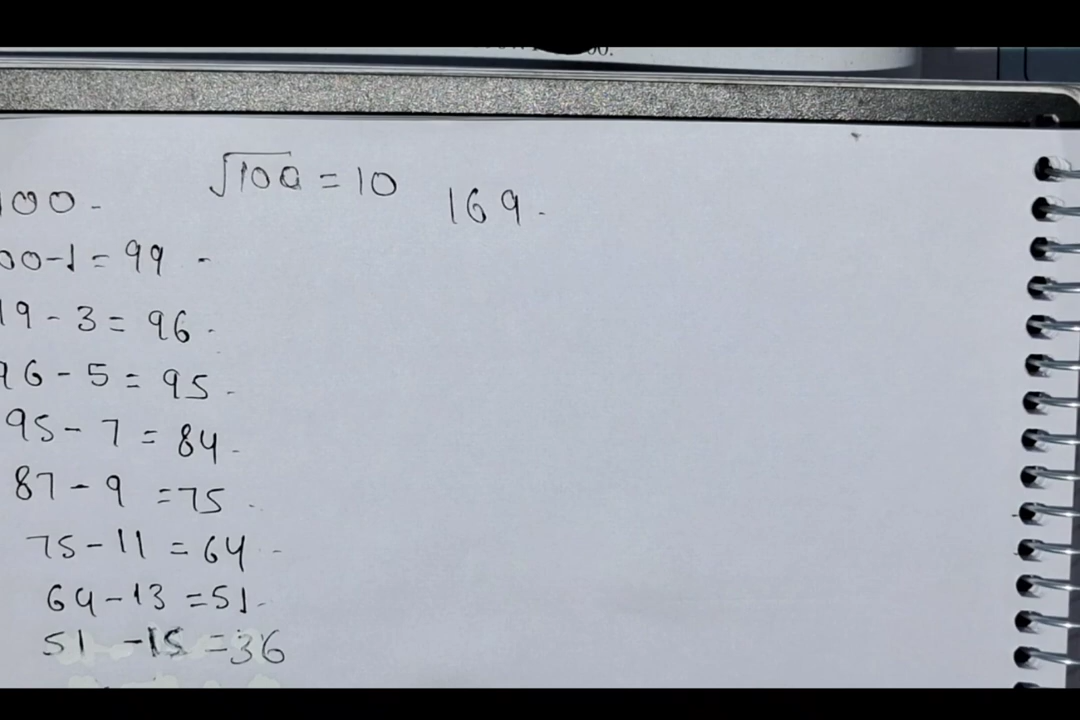 00.
√100 = 10
169.
100 -
00-1 = 99 -
19 - 3 = 96 -
96 - 5 = 95 -
95 - 7 = 84 -
87 - 9 = 75 -
75 - 11 = 64 -
64 - 13 = 51 -
51 - 15 = 36